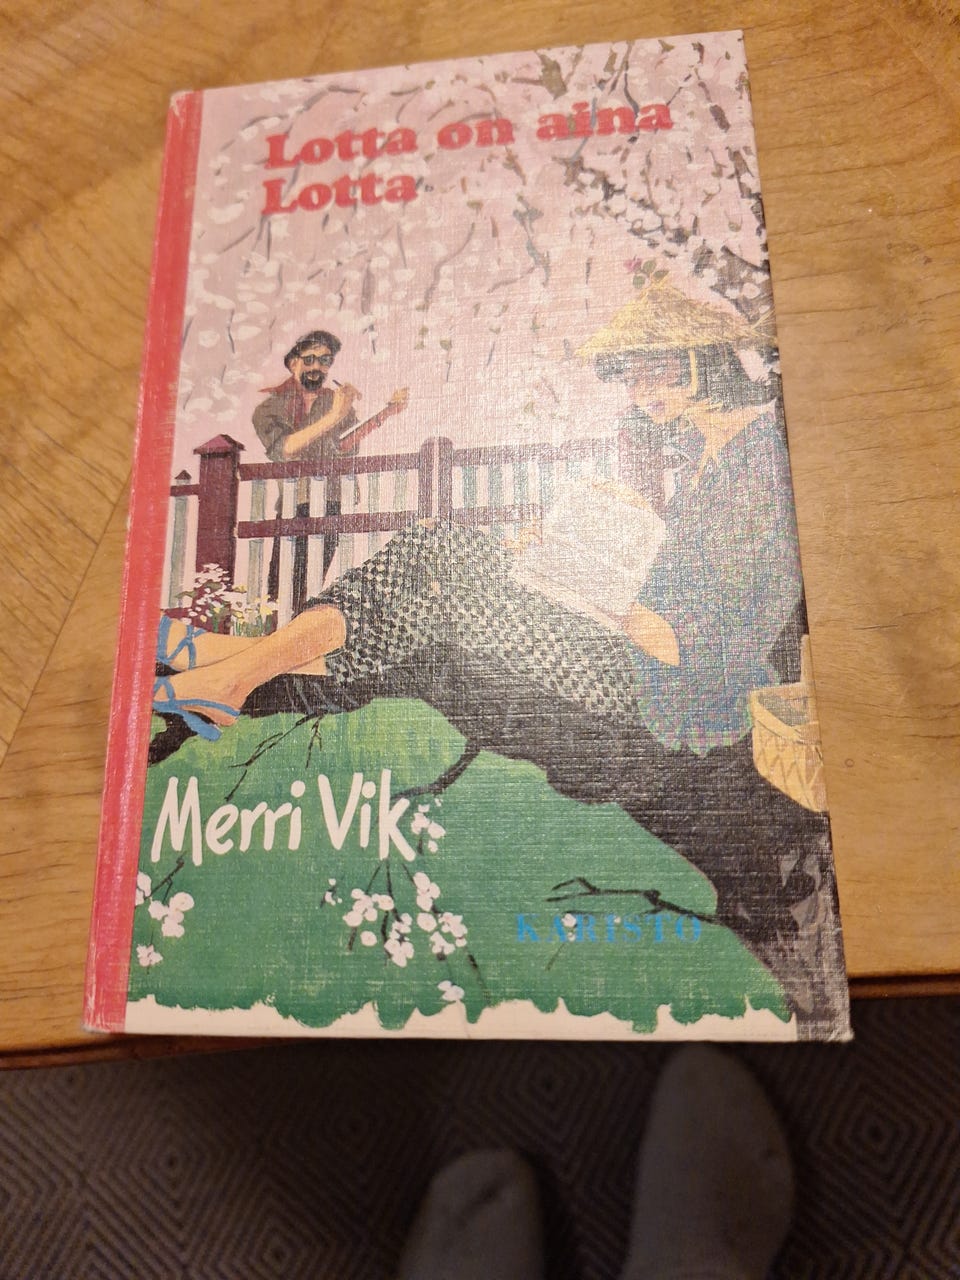 Lotta on aina
Lotta
Merri Vik
KARISTO